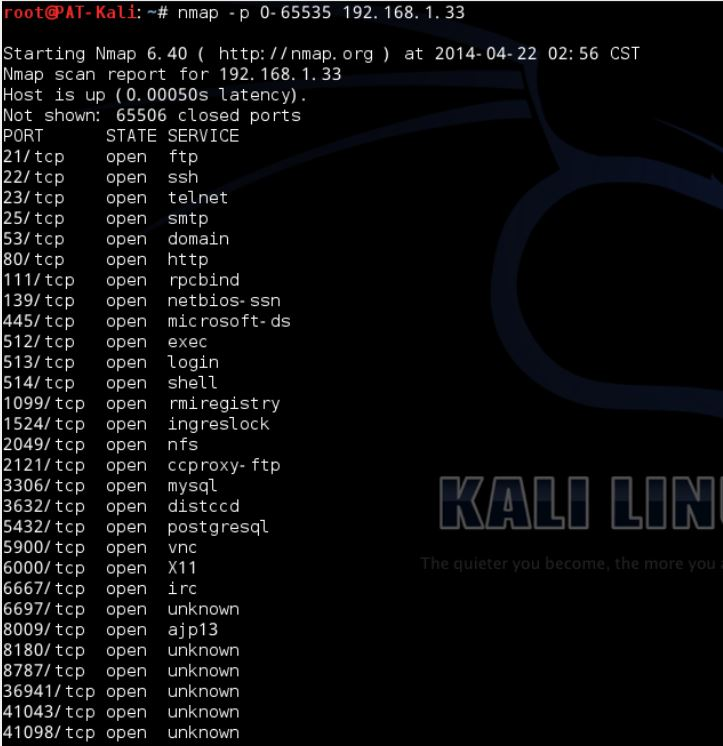 root@PAT-Kali:~# nmap -p 0-65535 192.168.1.33
Starting Nmap 6.40 ( http://nmap.org ) at 2014-04-22 02:56 CST
Nmap scan report for 192.168.1.33
Host is up (0.00050s latency).
Not shown: 65506 closed ports
PORT STATE SERVICE
21/tcp open ftp
22/tcp open ssh
23/tcp open telnet
25/tcp open smtp
53/tcp open domain
80/tcp open http
111/tcp open rpcbind
139/tcp open netbios-ssn
445/tcp open microsoft-ds
512/tcp open exec
513/tcp open login
514/tcp open shell
1099/tcp open rmiregistry
1524/tcp open ingreslock
2049/tcp open nfs
2121/tcp open ccproxy-ftp
3306/tcp open mysql
3632/tcp open distccd
5432/tcp open postgresql
5900/tcp open vnc
6000/tcp open X11
6667/tcp open irc
6697/tcp open unknown
8009/tcp open ajp13
8180/tcp open unknown
8787/tcp open unknown
36941/tcp open unknown
41043/tcp open unknown
41098/tcp open unknown
KALI LINU
The quieter you become, the more you a